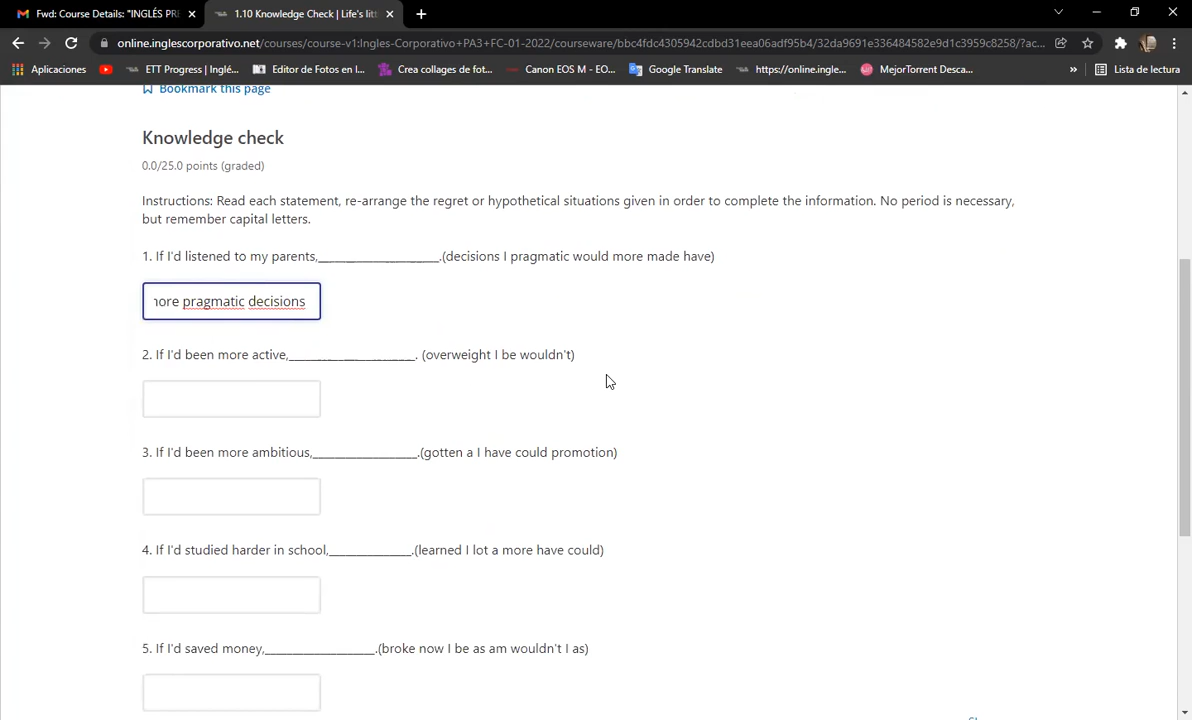 Fwd: Course Details: "INGLÉS PR
1.10 Knowledge Check | Life's litt
online.inglescorporativo.net/courses/course-v1:Ingles-Corporativo+PA3+FC-01-2022/courseware/bbc4fdc4305942cdbd31eea06adf95b4/32da9691e336484582e9d1c3959c8258/?ac...
Aplicaciones
ETT Progress | Inglé...
Editor de Fotos en l...
Crea collages de fot...
Canon EOS M - EO...
Google Translate
https://online.ingle...
MejorTorrent Desca...
»
Lista de lectura
Bookmark this page
Knowledge check
0.0/25.0 points (graded)
Instructions: Read each statement, re-arrange the regret or hypothetical situations given in order to complete the information. No period is necessary,
but remember capital letters.
1. If I'd listened to my parents,____________________.(decisions I pragmatic would more made have)
more pragmatic decisions
2. If I'd been more active,____________________. (overweight I be wouldn't)
3. If I'd been more ambitious,_________________.(gotten a I have could promotion)
4. If I'd studied harder in school,_____________.(learned I lot a more have could)
5. If I'd saved money,__________________.(broke now I be as am wouldn't I as)